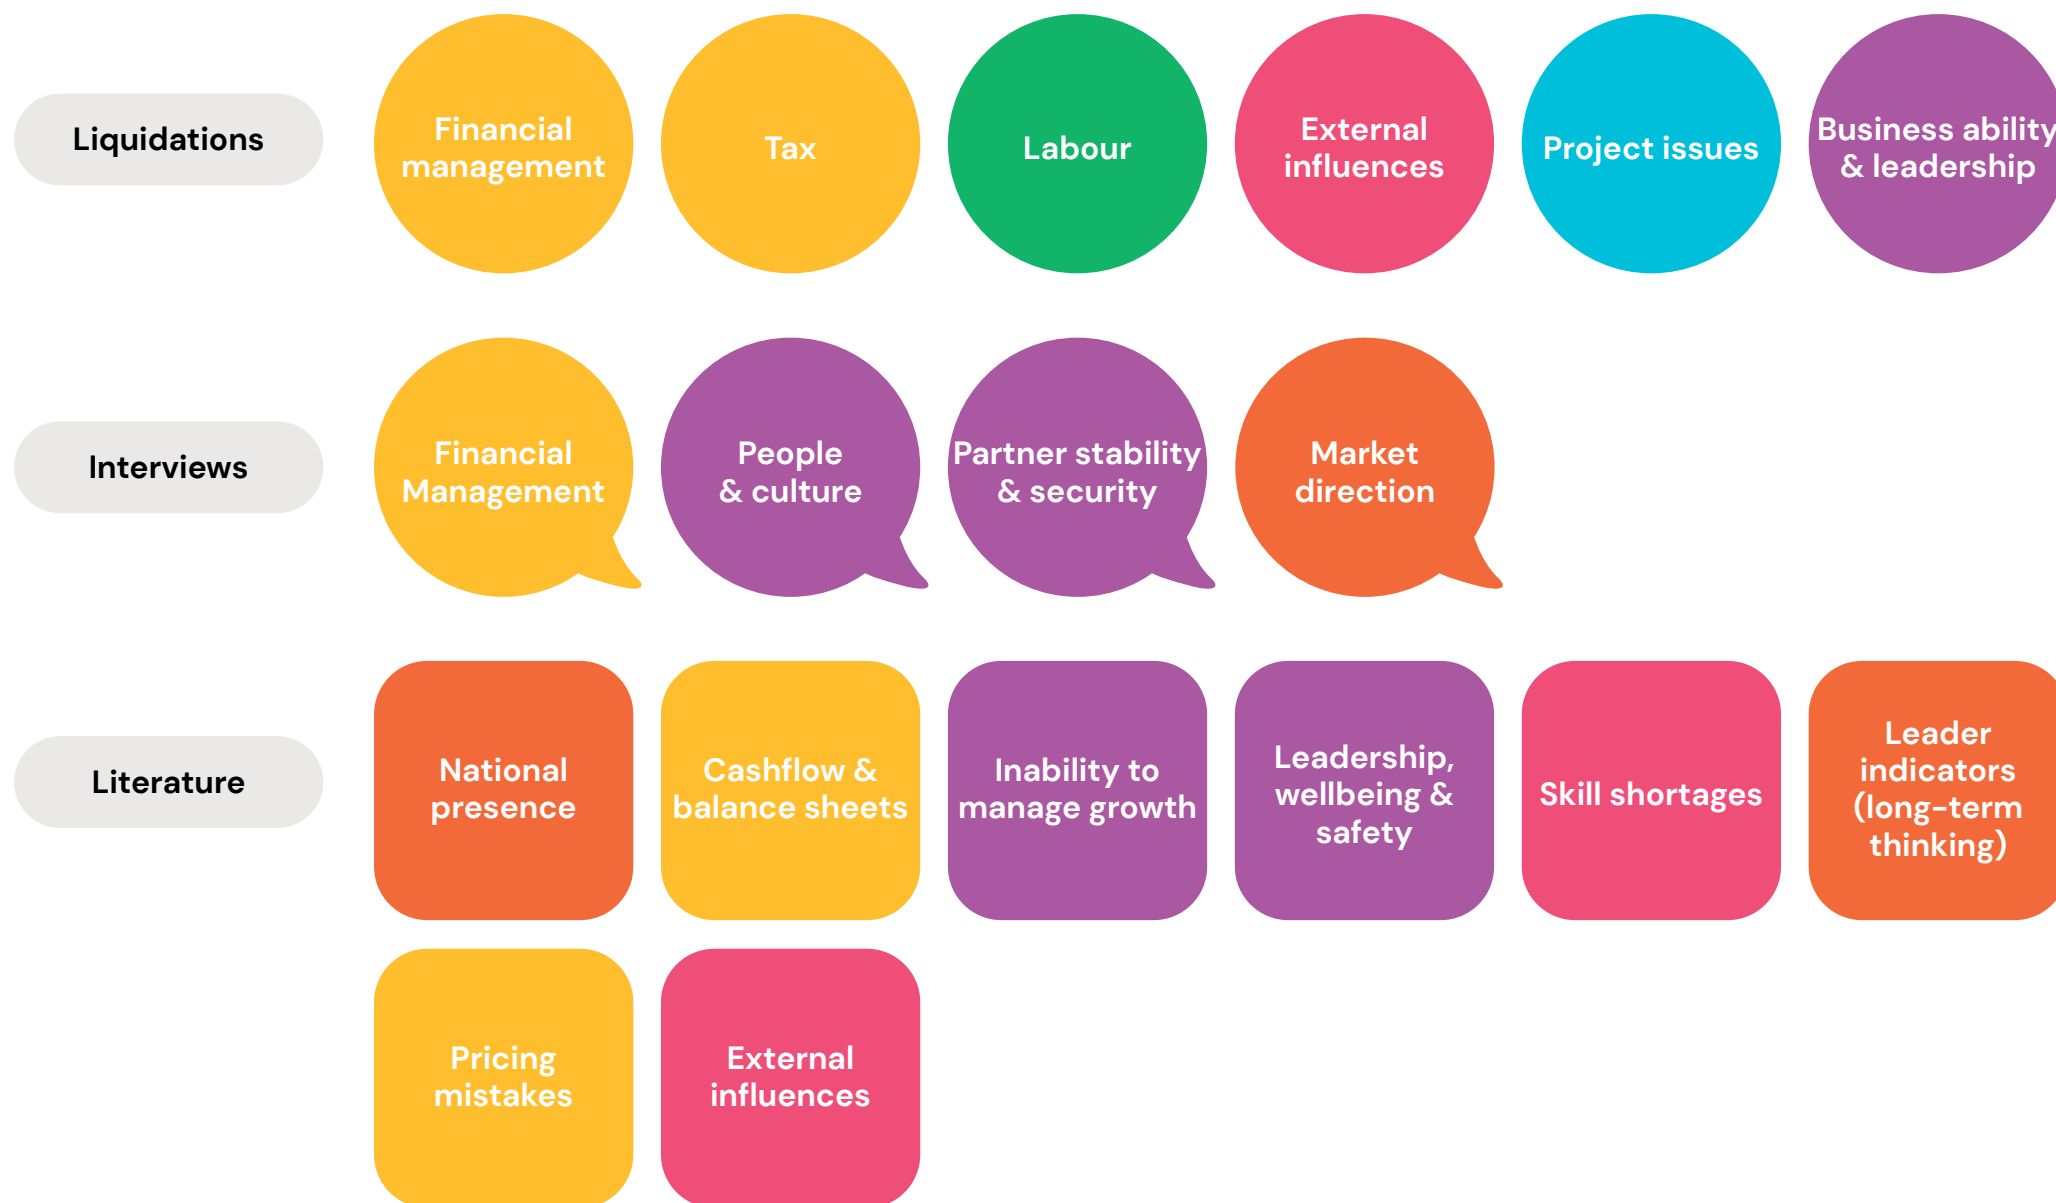 Liquidations
Financial
management
Tax
Labour
External
influences
Project issues
Business ability
& leadership
Interviews
Financial
Management
People
& culture
Partner stability
& security
Market
direction
Literature
National
presence
Cashflow &
balance sheets
Inability to
manage growth
Leadership,
wellbeing &
safety
Skill shortages
Leader
indicators
(long-term
thinking)
Pricing
mistakes
External
influences